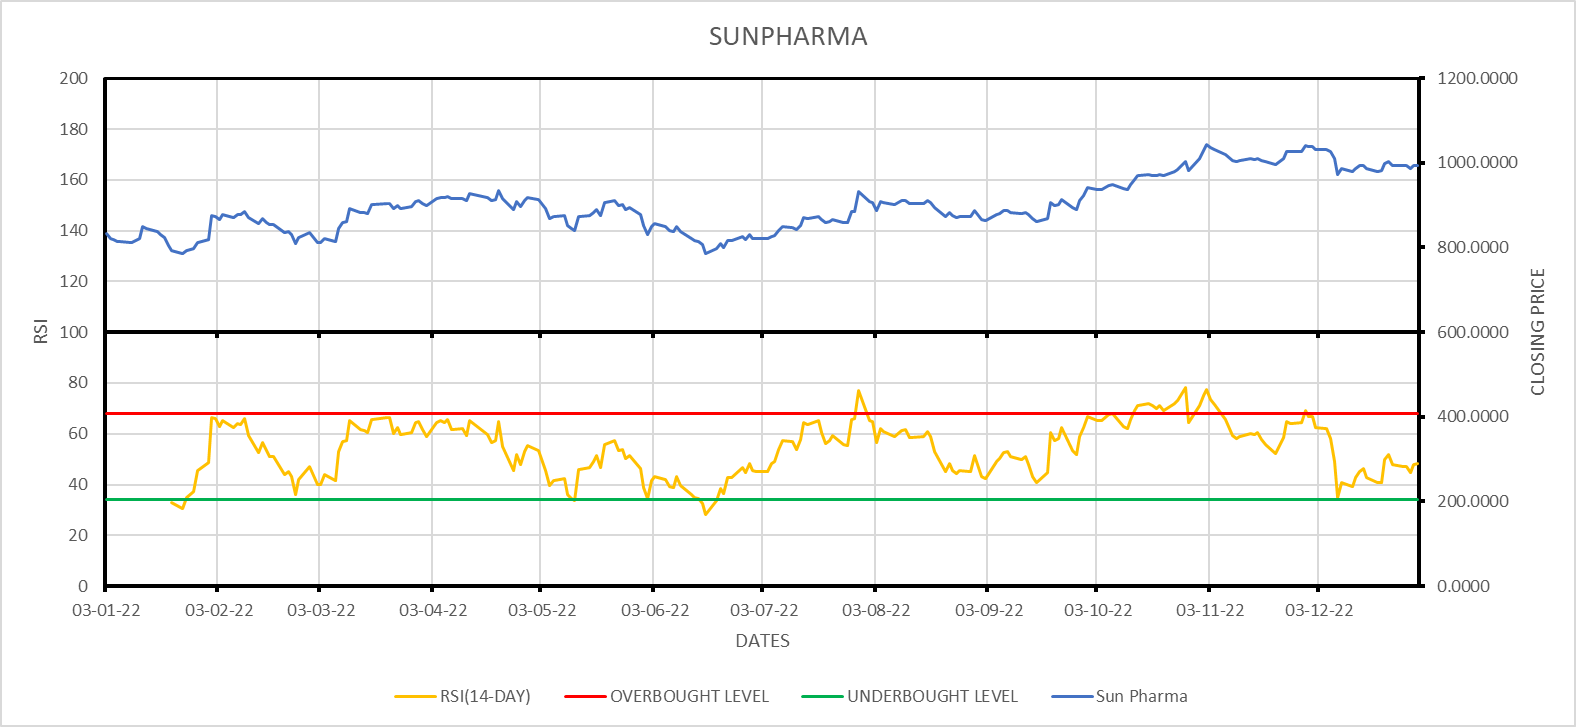 SUNPHARMA
200 1200.0000
180
160 1000.0000
140 800.0000
120
100 600.0000
80
60 400.0000
40 200.0000
20
0 0.0000
RSI
CLOSING PRICE
03-01-22 03-02-22 03-03-22 03-04-22 03-05-22 03-06-22 03-07-22 03-08-22 03-09-22 03-10-22 03-11-22 03-12-22
DATES
RSI(14-DAY) OVERBOUGHT LEVEL UNDERBOUGHT LEVEL Sun Pharma